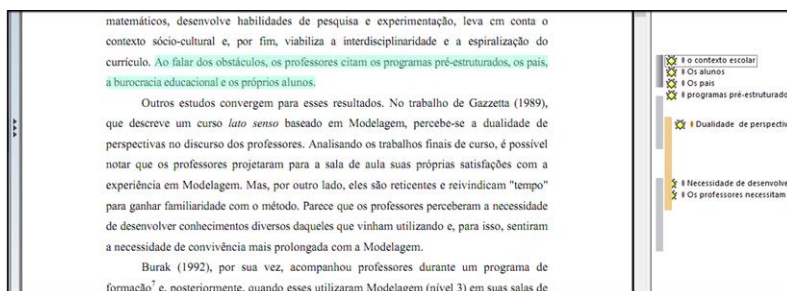 matemáticos, desenvolve habilidades de pesquisa e experimentação, leva em conta o
contexto sócio-cultural e, por fim, viabiliza a interdisciplinaridade e a espiralização do
currículo. Ao falar dos obstáculos, os professores citam os programas pré-estruturados, os pais,
a burocracia educacional e os próprios alunos.
Outros estudos convergem para esses resultados. No trabalho de Gazzetta (1989),
que descreve um curso lato senso baseado em Modelagem, percebe-se a dualidade de
perspectivas no discurso dos professores. Analisando os trabalhos finais de curso, é possível
notar que os professores projetaram para a sala de aula suas próprias satisfações com a
experiência em Modelagem. Mas, por outro lado, eles são reticentes e reivindicam "tempo"
para ganhar familiaridade com o método. Parece que os professores perceberam a necessidade
de desenvolver conhecimentos diversos daqueles que vinham utilizando e, para isso, sentiram
a necessidade de convivência mais prolongada com a Modelagem.
Burak (1992), por sua vez, acompanhou professores durante um programa de
formação7 e, posteriormente, quando esses utilizaram Modelagem (nível 3) em suas salas de
o contexto escolar
Os alunos
Os pais
programas pré-estruturado
Dualidade de perspectiv
Necessidade de desenvolve
Os professores necessitam